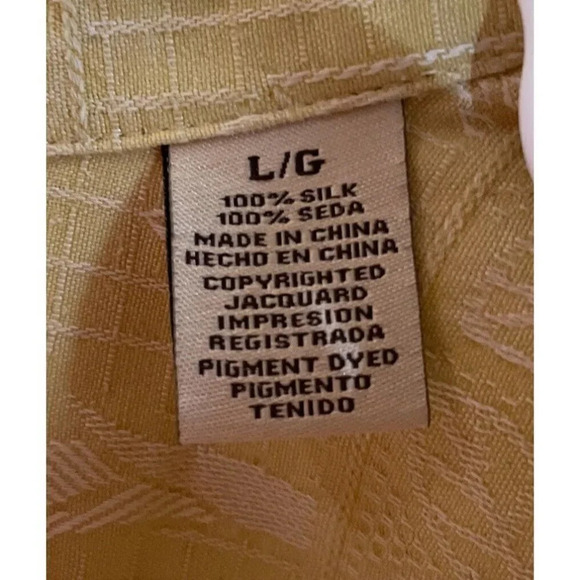 L/G
100% SILK
100% SEDA
MADE IN CHINA
HECHO EN CHINA
COPYRIGHTED
JACQUARD
IMPRESION
REGISTRADA
PIGMENT DYED
PIGMENTO
TENIDO